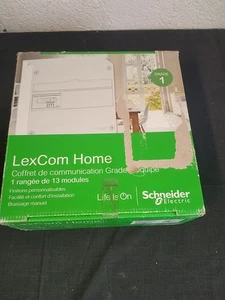 GRADE
1
LexCom Home
Coffret de communication Grade équipé
1 rangée de 13 modules
Finitions personnalisables
Facilité et confort d'installation
Brassage manuel
Life Is On
Schneider
Electric